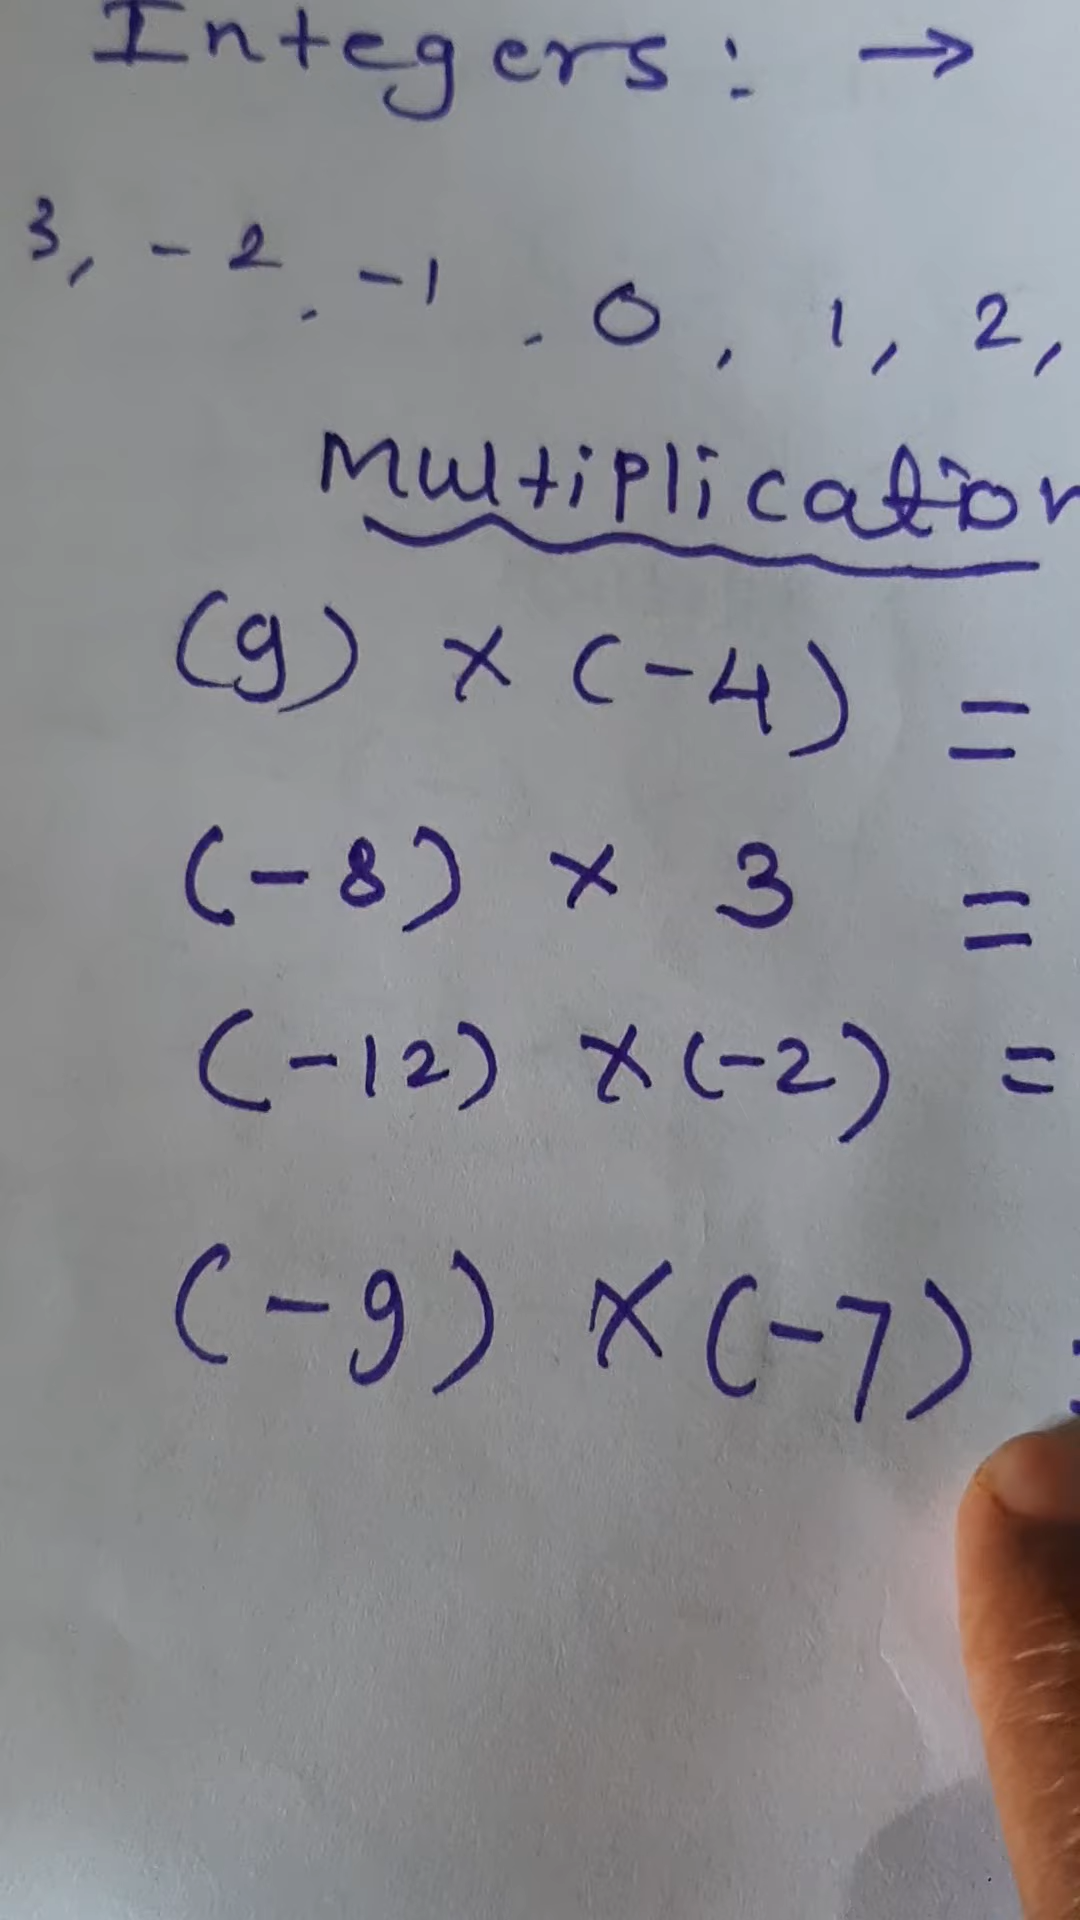 Integers: →
3, -2, -1, 0, 1, 2,
Multiplication
(9) × (-4) =
(-8) × 3 =
(-12) × (-2) =
(-9) × (-7) =